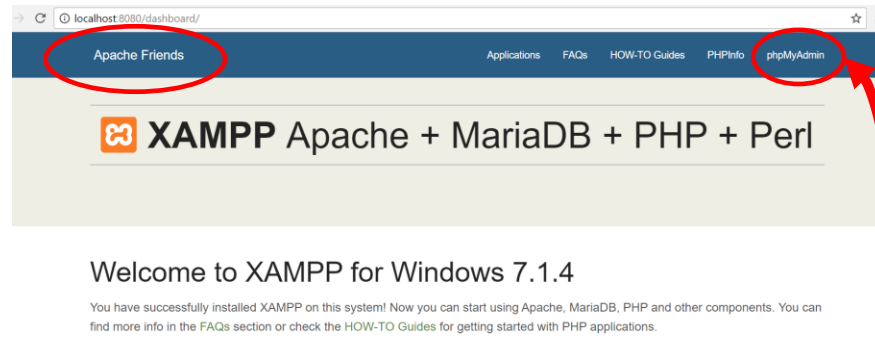 localhost:8080/dashboard/
Apache Friends
Applications FAQs HOW-TO Guides PHPInfo phpMyAdmin
XAMPP Apache + MariaDB + PHP + Perl
Welcome to XAMPP for Windows 7.1.4
You have successfully installed XAMPP on this system! Now you can start using Apache, MariaDB, PHP and other components. You can
find more info in the FAQs section or check the HOW-TO Guides for getting started with PHP applications.